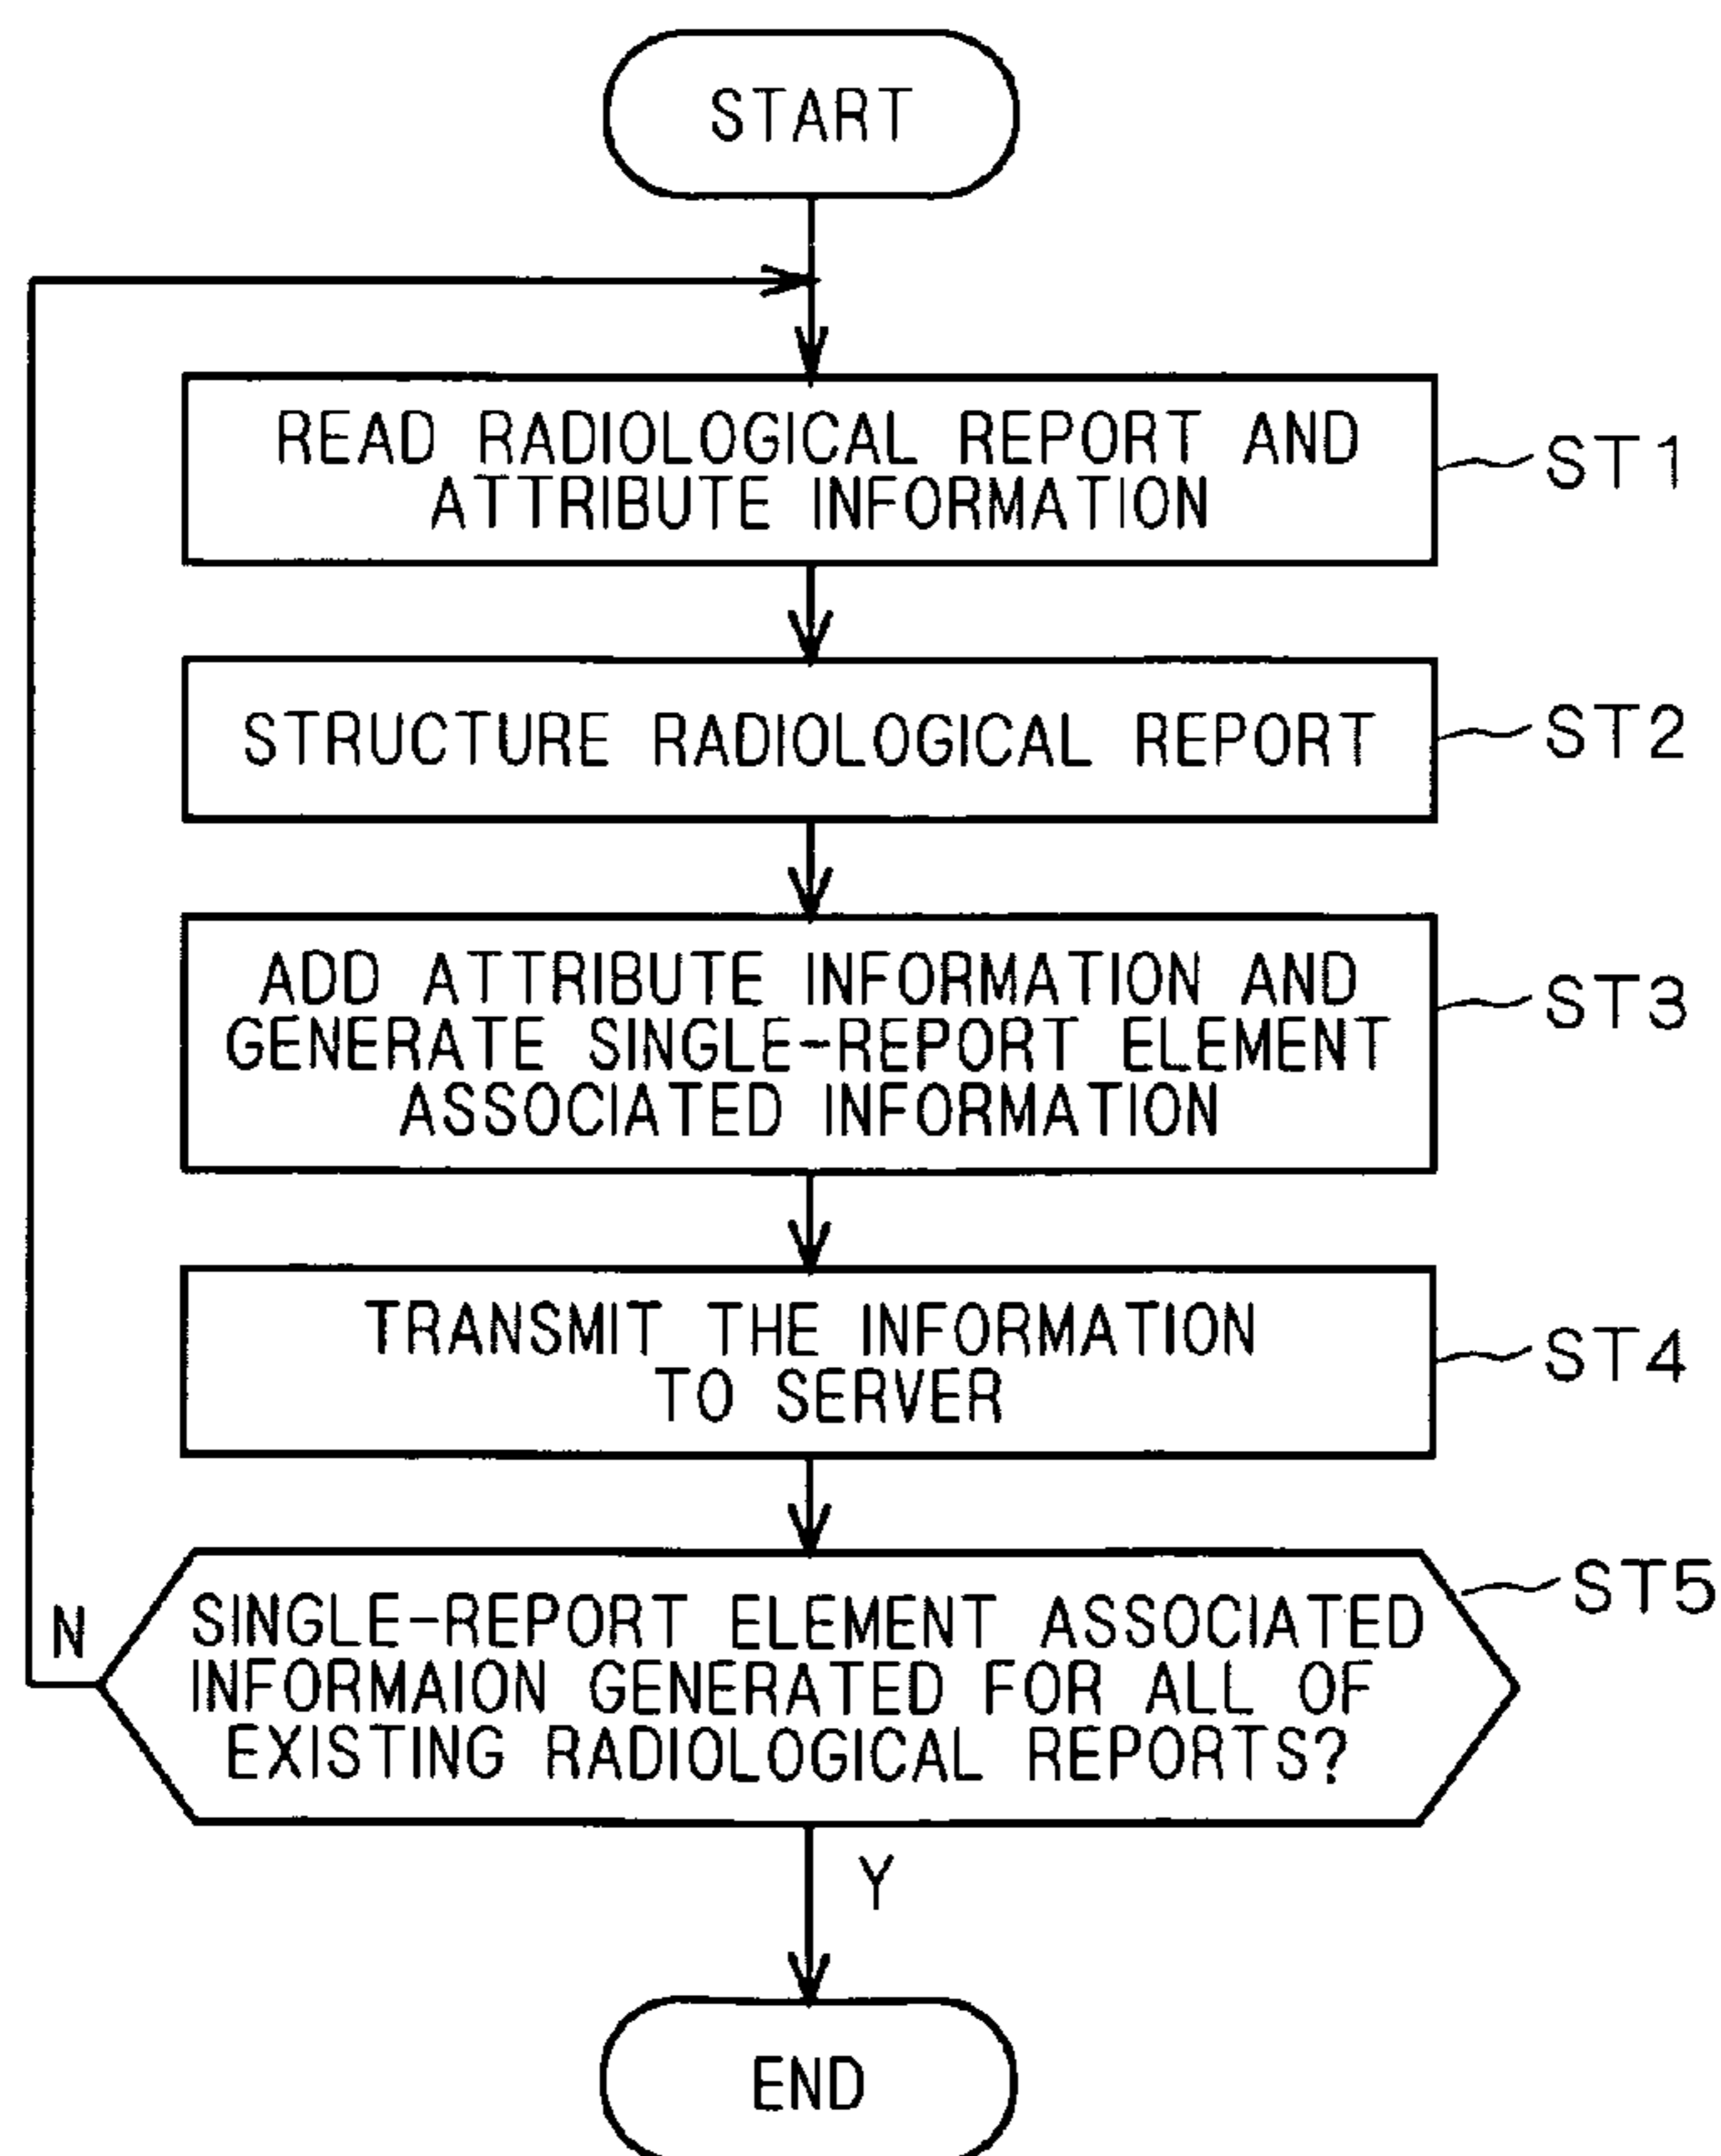 START
READ RADIOLOGICAL REPORT AND
ATTRIBUTE INFORMATION
ST1
STRUCTURE RADIOLOGICAL REPORT
ST2
ADD ATTRIBUTE INFORMATION AND
GENERATE SINGLE-REPORT ELEMENT
ASSOCIATED INFORMATION
ST3
TRANSMIT THE INFORMATION
TO SERVER
ST4
SINGLE-REPORT ELEMENT ASSOCIATED
INFORMAION GENERATED FOR ALL OF
EXISTING RADIOLOGICAL REPORTS?
ST5
N
Y
END